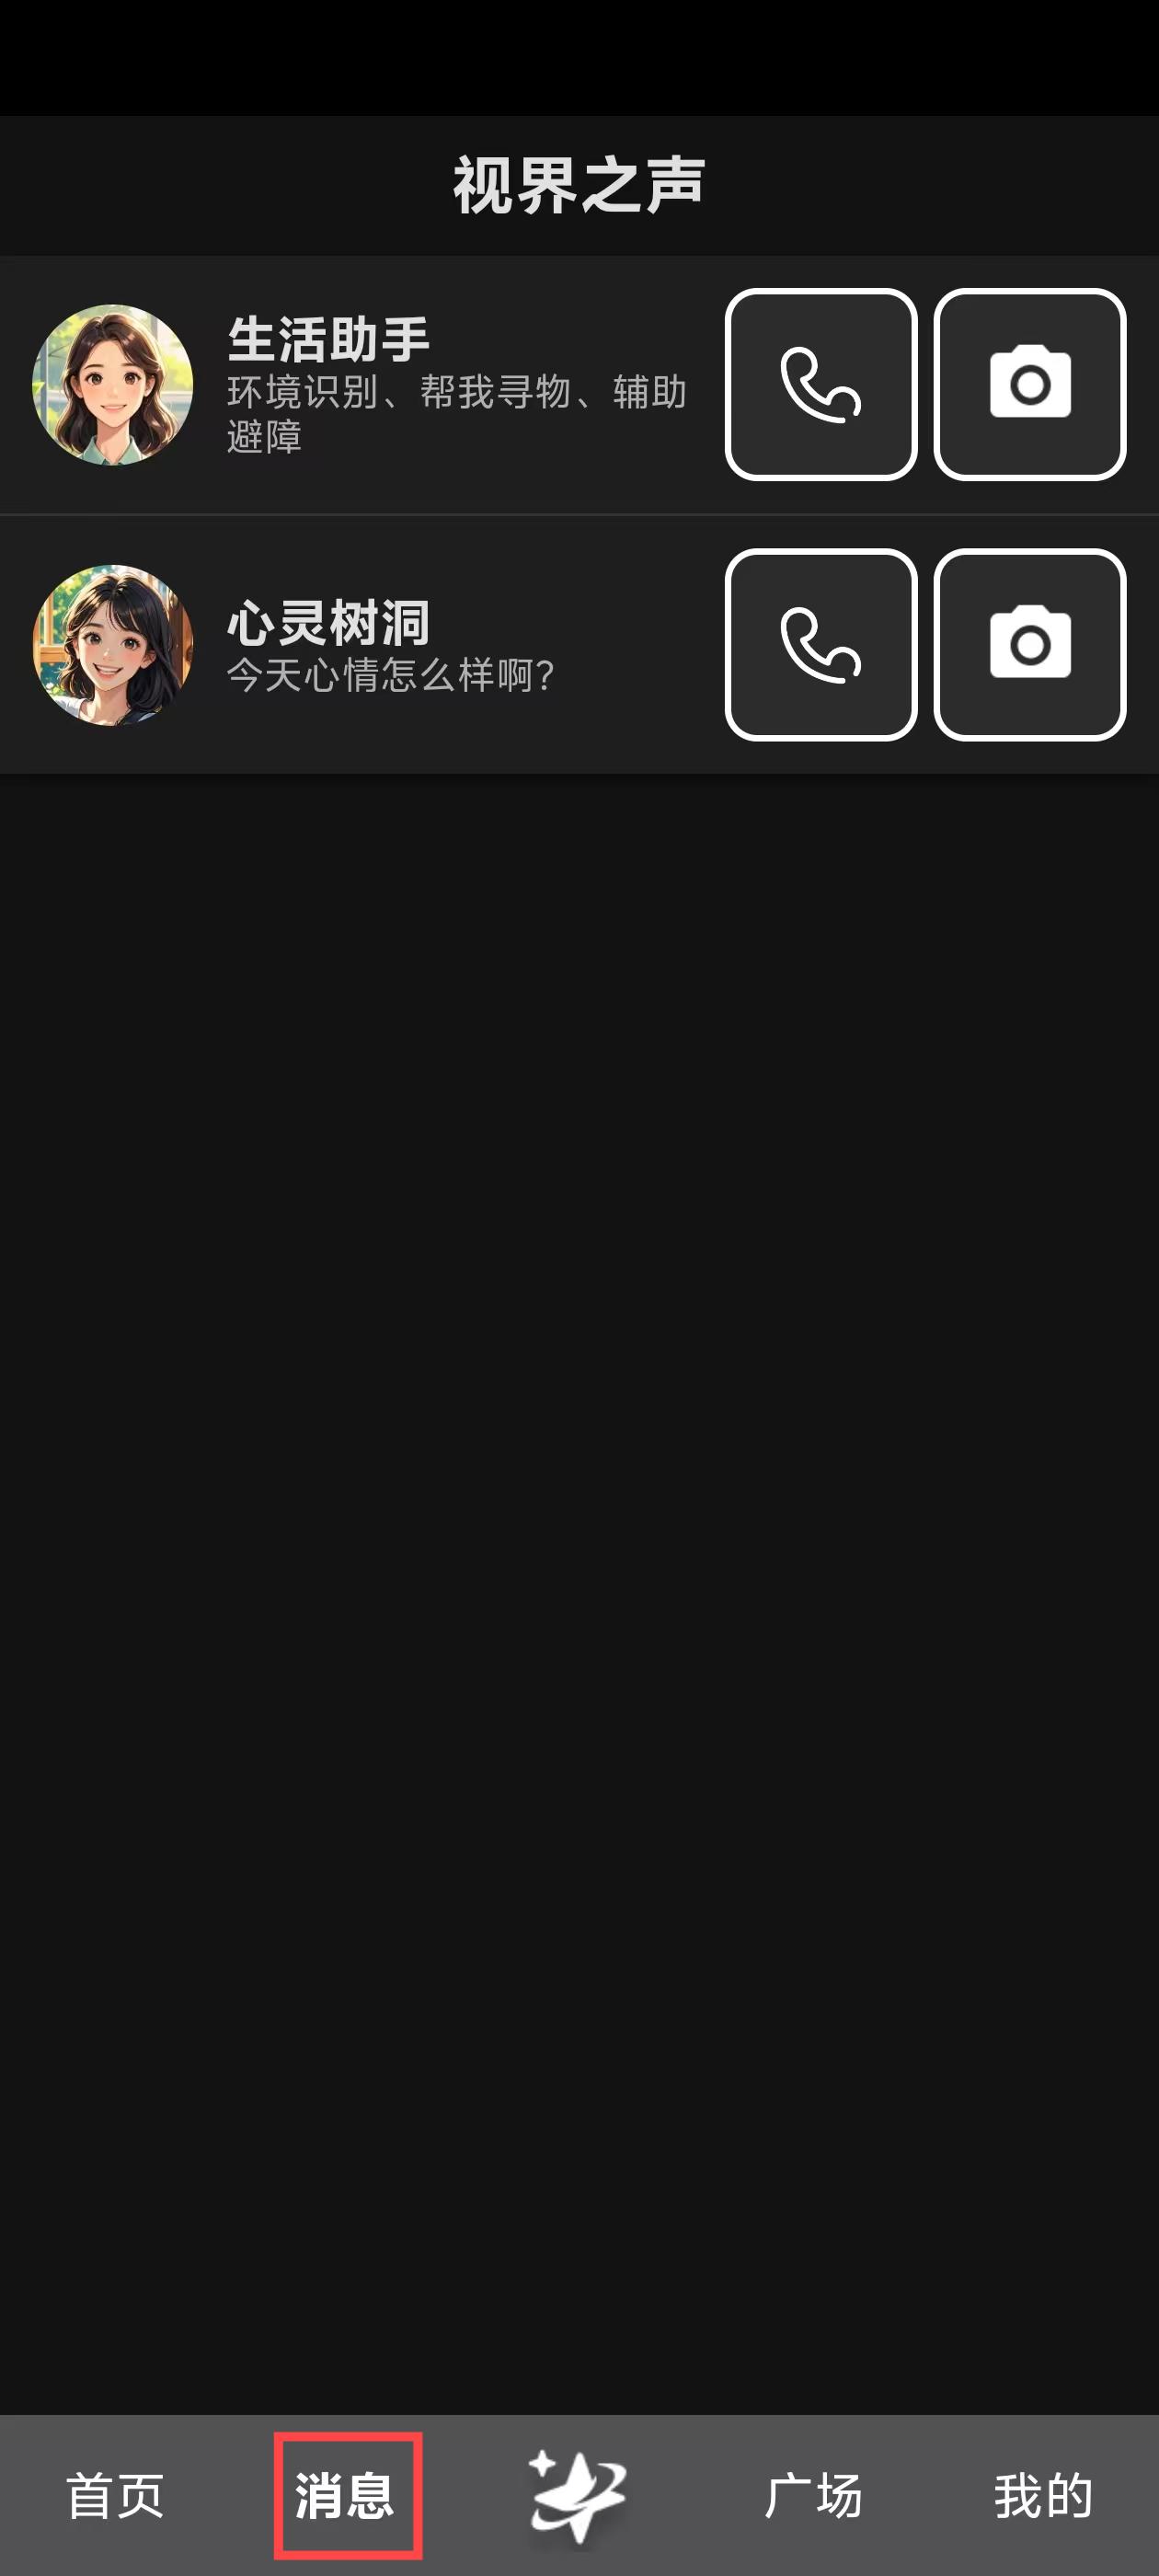 视界之声
生活助手
环境识别、帮我寻物、辅助
避障
心灵树洞
今天心情怎么样啊?
首页
消息
广场
我的